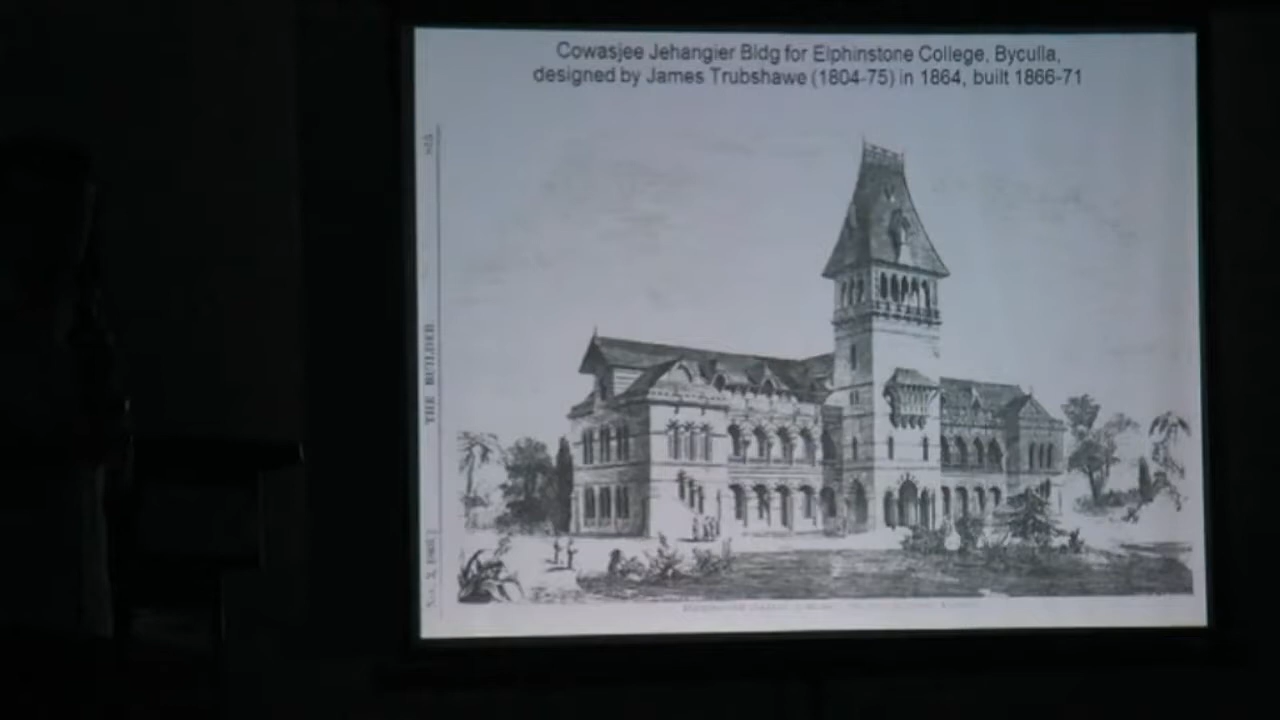 Cowasjee Jehangier Bldg for Elphinstone College, Byculla,
designed by James Trubshawe (1804-75) in 1864, built 1866-71
THE BUILDER